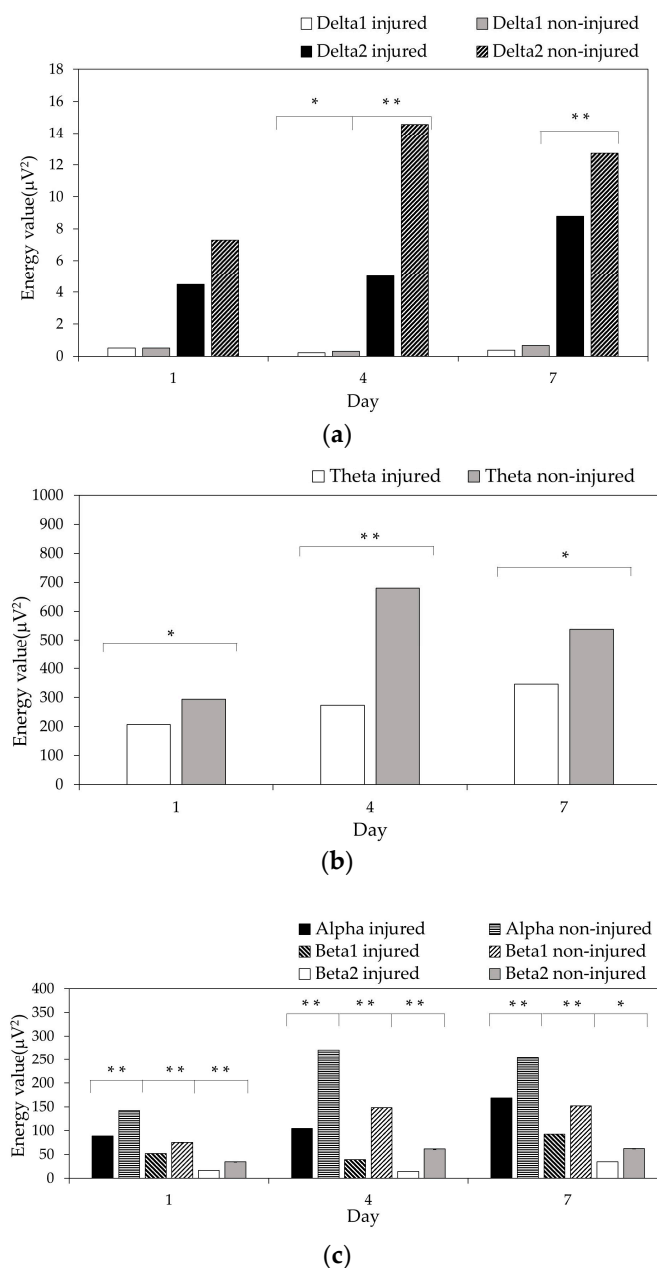 Delta1 injured Delta1 non-injured
Delta2 injured Delta2 non-injured
18
16
14
12
10
8
6
4
2
0
Energy value(µV²)
* **
**
1 4 7
Day
(a)
Theta injured Theta non-injured
1000
900
800
700
600
500
400
300
200
100
0
Energy value(µV²)
*
**
*
1 4 7
Day
(b)
Alpha injured Alpha non-injured
Beta1 injured Beta1 non-injured
Beta2 injured Beta2 non-injured
400
350
300
250
200
150
100
50
0
Energy value(µV²)
** ** **
** ** **
** ** *
1 4 7
Day
(c)